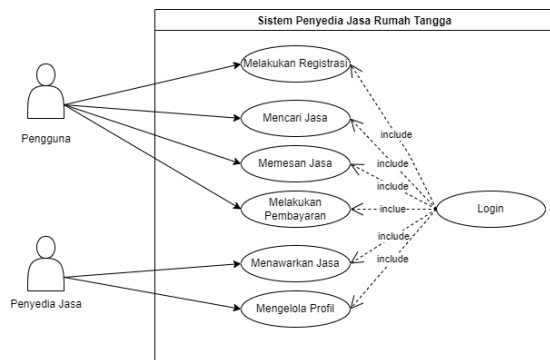 Sistem Penyedia Jasa Rumah Tangga
Melakukan Registrasi
Pengguna
Mencari Jasa
include
include
Memesan Jasa
include
Melakukan
Pembayaran
inclue
Login
include
Menawarkan Jasa
include
Penyedia Jasa
Mengelola Profil